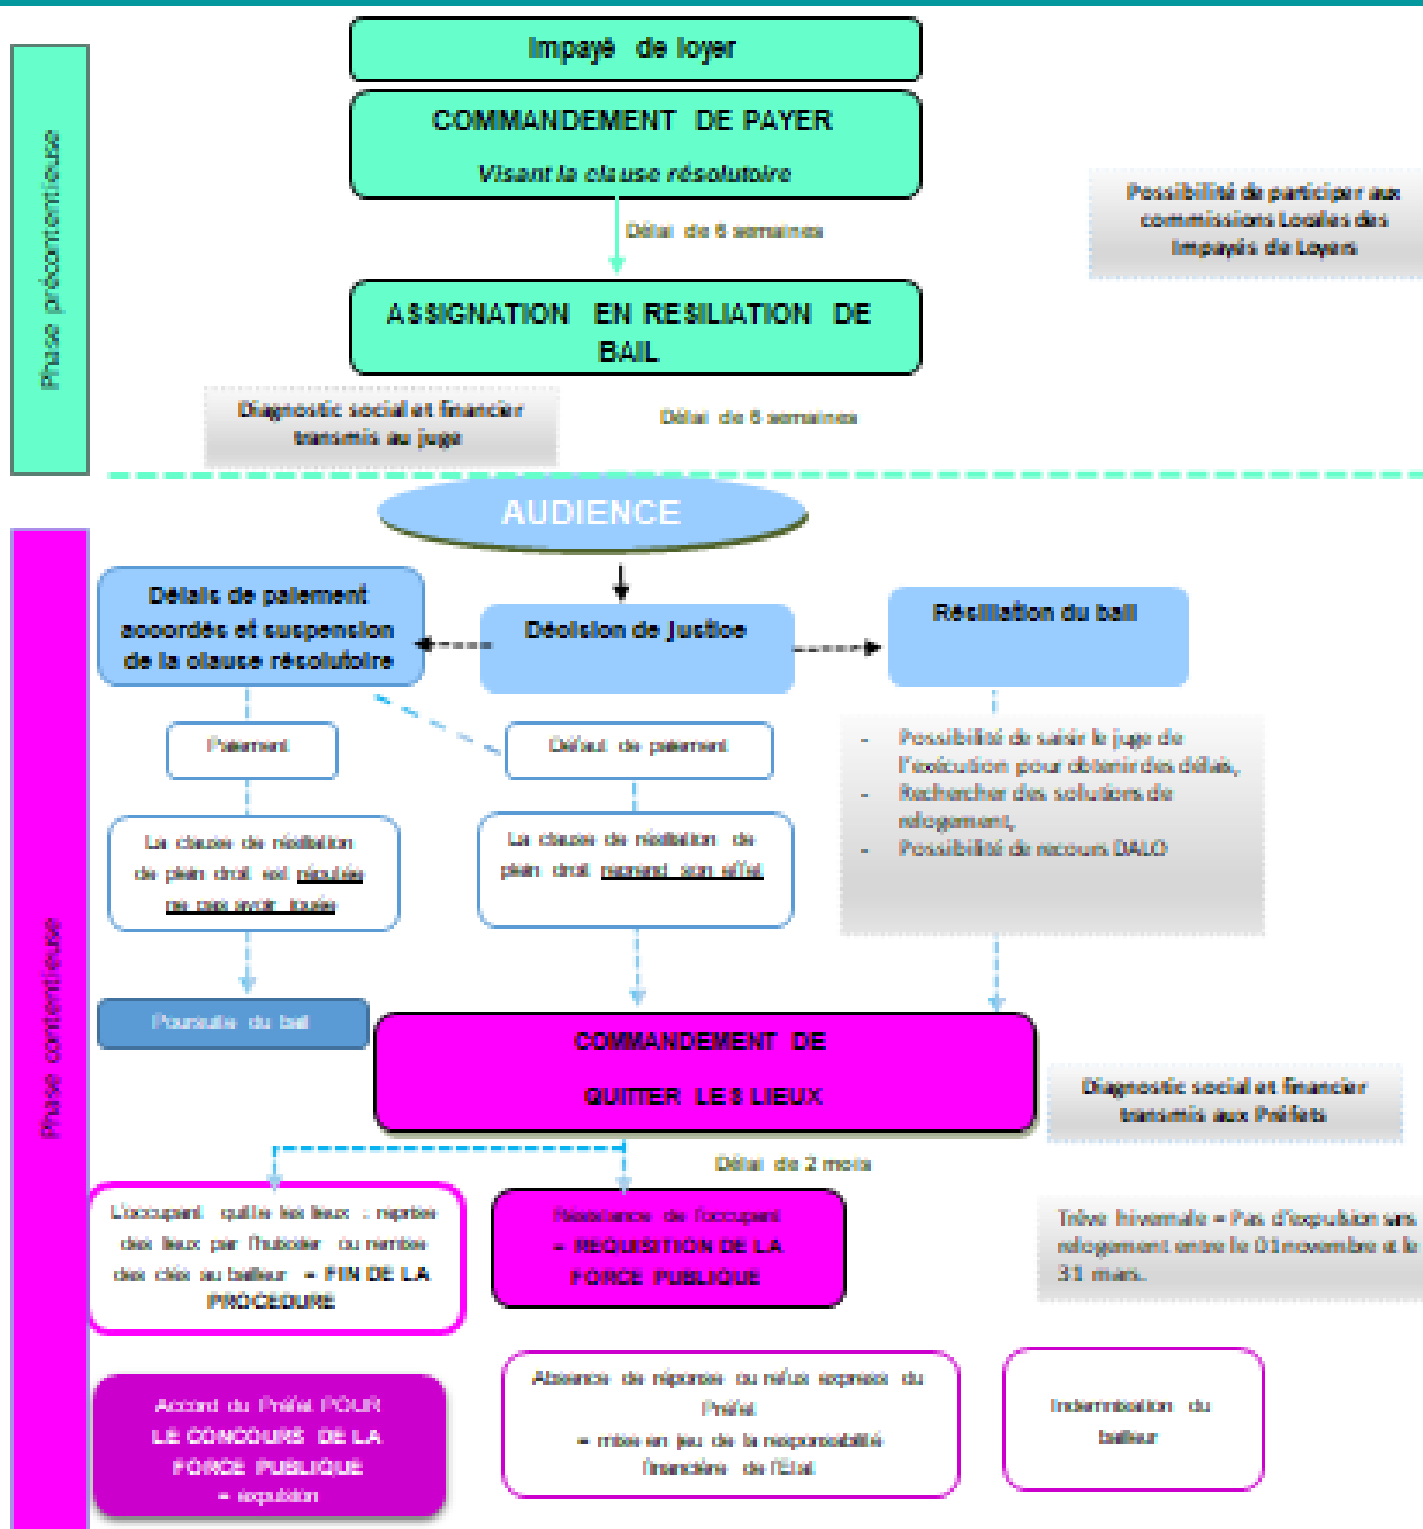 Impayé de loyer
COMMANDEMENT DE PAYER
Visant la clause résolutoire
Phase précontentieuse
Possibilité de participer aux
commissions Locales des
Impayés de Loyers
Délai de 6 semaines
ASSIGNATION EN RESILIATION DE
BAIL
Diagnostic social et financier
transmis au juge
Délai de 6 semaines
AUDIENCE
Phase contentieuse
Délais de paiement
accordés et suspension
de la clause résolutoire
Décision de Justice
Résiliation du bail
Paiement
Défaut de paiement
- Possibilité de saisir le juge de
l'exécution pour obtenir des délais,
- Rechercher des solutions de
relogement,
- Possibilité de recours DALO
La clause de résiliation
de plein droit est réputée
ne pas avoir jouée
La clause de résiliation de
plein droit reprend son effet
Poursuite du bail
COMMANDEMENT DE
QUITTER LES LIEUX
Diagnostic social et financier
transmis aux Préfets
Délai de 2 mois
L'occupant quitte les lieux : reprise
des lieux par l'huissier ou remise
des clés au bailleur = FIN DE LA
PROCEDURE
Résistance de l'occupant
= REQUISITION DE LA
FORCE PUBLIQUE
Trêve hivernale = Pas d'expulsion sans
relogement entre le 01novembre et le
31 mars.
Accord du Préfet POUR
LE CONCOURS DE LA
FORCE PUBLIQUE
= expulsion
Absence de réponse ou refus express du
Préfet
= mise en jeu de la responsabilité
financière de l'Etat
Indemnisation du
bailleur